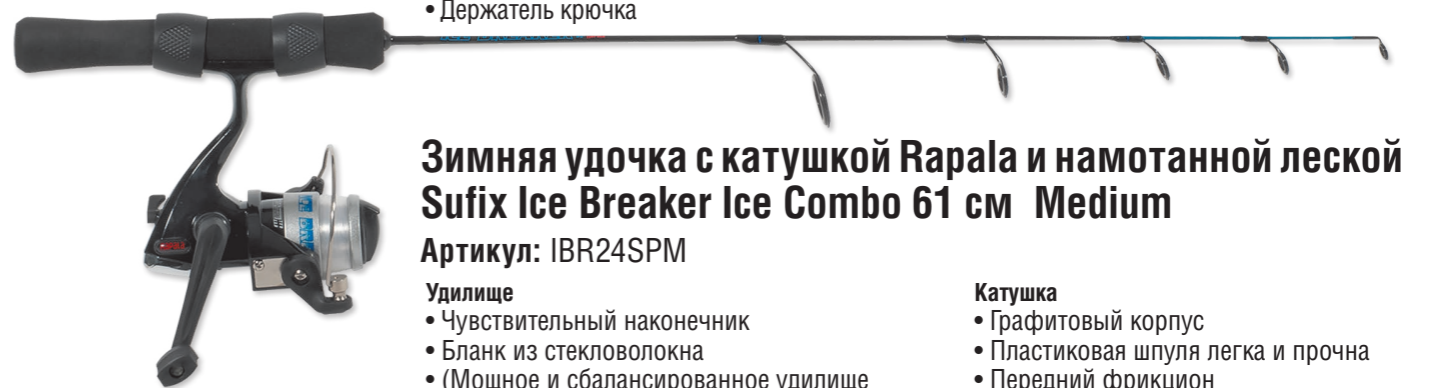 • Держатель крючка
Зимняя удочка с катушкой Rapala и намотанной леской
Sufix Ice Breaker Ice Combo 61 см Medium
Артикул: IBR24SPM
Удилище
• Чувствительный наконечник
• Бланк из стекловолокна
• (Мощное и сбалансированное удилище
Катушка
• Графитовый корпус
• Пластиковая шпуля легка и прочна
• Передний фрикцион